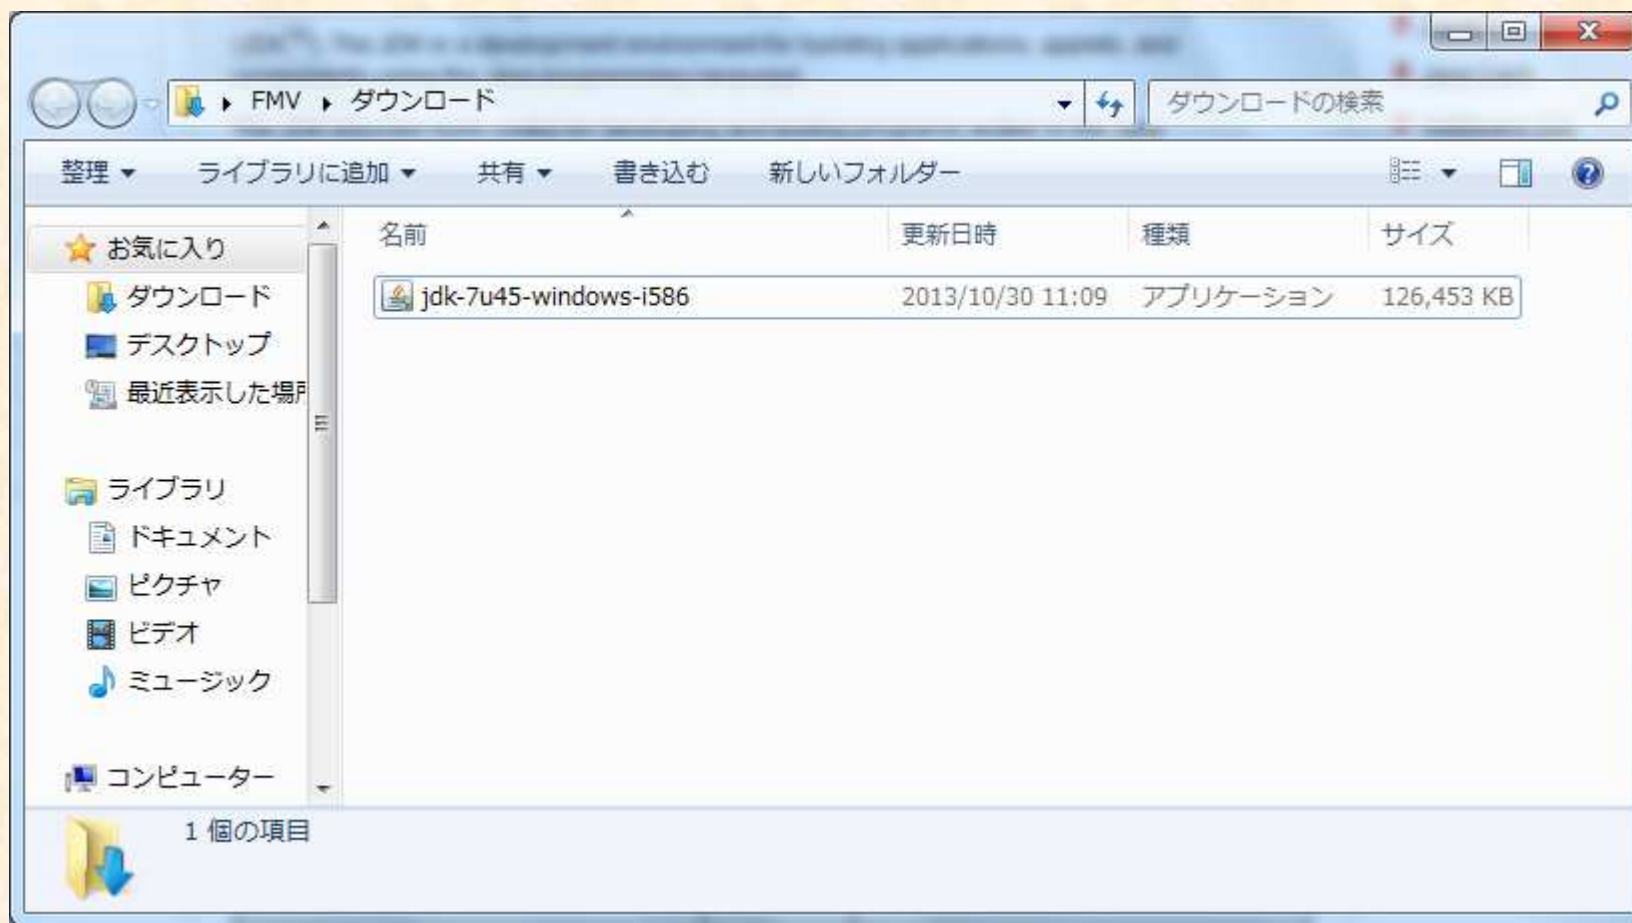 FMV ダウンロード ダウンロードの検索
整理 ライブラリに追加 共有 書き込む 新しいフォルダー
お気に入り
ダウンロード
デスクトップ
最近表示した場所
ライブラリ
ドキュメント
ピクチャ
ビデオ
ミュージック
コンピューター
名前 更新日時 種類 サイズ
jdk-7u45-windows-i586 2013/10/30 11:09 アプリケーション 126,453 KB
1 個の項目